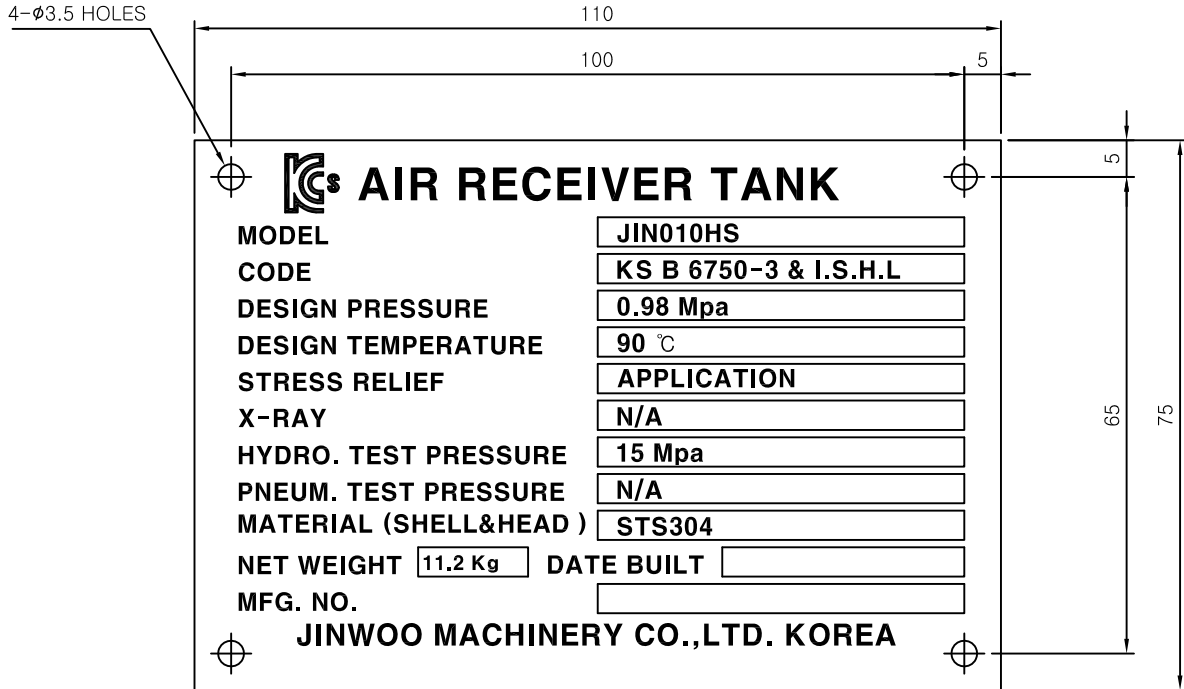 4-Ø3.5 HOLES
110
100
5
5
65
75
KCs AIR RECEIVER TANK
MODEL JIN010HS
CODE KS B 6750-3 & I.S.H.L
DESIGN PRESSURE 0.98 Mpa
DESIGN TEMPERATURE 90 ℃
STRESS RELIEF APPLICATION
X-RAY N/A
HYDRO. TEST PRESSURE 15 Mpa
PNEUM. TEST PRESSURE N/A
MATERIAL (SHELL&HEAD ) STS304
NET WEIGHT 11.2 Kg DATE BUILT
MFG. NO.
JINWOO MACHINERY CO.,LTD. KOREA